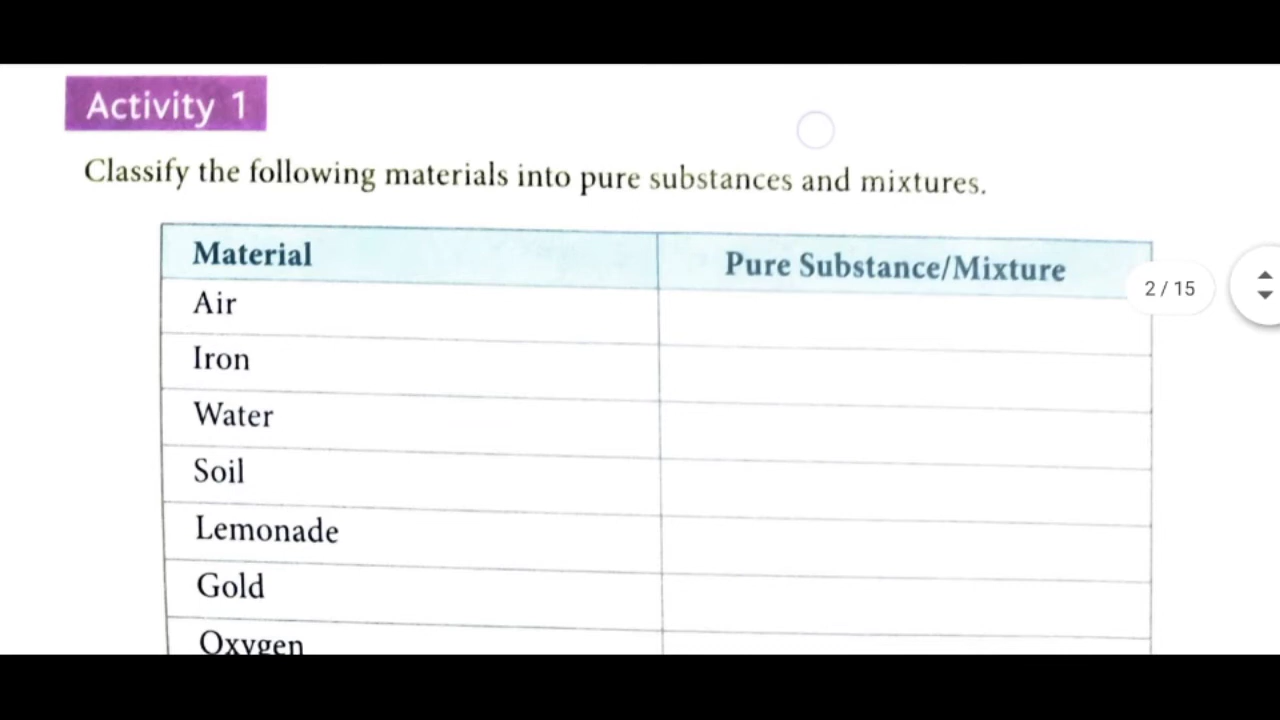 Activity 1
Classify the following materials into pure substances and mixtures.
Material Pure Substance/Mixture
Air
2 / 15
Iron
Water
Soil
Lemonade
Gold
Oxygen